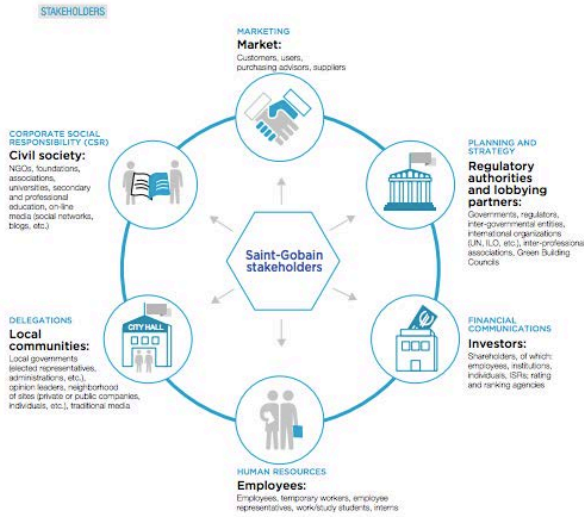 STAKEHOLDERS
MARKETING
Market:
Customers, users,
purchasing advisors, suppliers
CORPORATE SOCIAL
RESPONSIBILITY (CSR)
Civil society:
NGOs, foundations,
associations,
universities, secondary
and professional
education, on-line
media (social networks,
blogs, etc.)
PLANNING AND
STRATEGY
Regulatory
authorities
and lobbying
partners:
Governments, regulators,
inter-governmental entities,
international organizations
(UN, ILO, etc.), inter-professional
associations, Green Building
Councils
Saint-Gobain
stakeholders
DELEGATIONS
Local
communities:
Local governments
(elected representatives,
administrations, etc.),
opinion leaders, neighborhood
of sites (private or public companies,
individuals, etc.), traditional media
CITY HALL
FINANCIAL
COMMUNICATIONS
Investors:
Shareholders, of which:
employees, institutions,
individuals, ISRs; rating
and ranking agencies
HUMAN RESOURCES
Employees:
Employees, temporary workers, employee
representatives, work/study students, interns